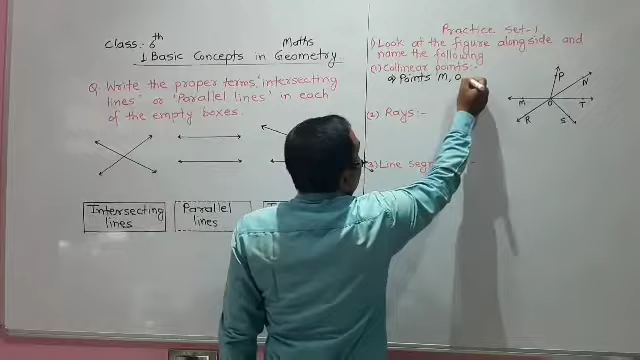 Class:- 6th
Maths
1 Basic Concepts in Geometry
Q. Write the proper terms 'intersecting
lines' or 'Parallel lines' in each
of the empty boxes.
Intersecting
lines
Parallel
lines
Practice Set-1
1) Look at the figure alongside and
name the following
(1) Collinear points:-
Points M, O
(2) Rays:-
(3) Line seg
P
N
M
O
T
R
S